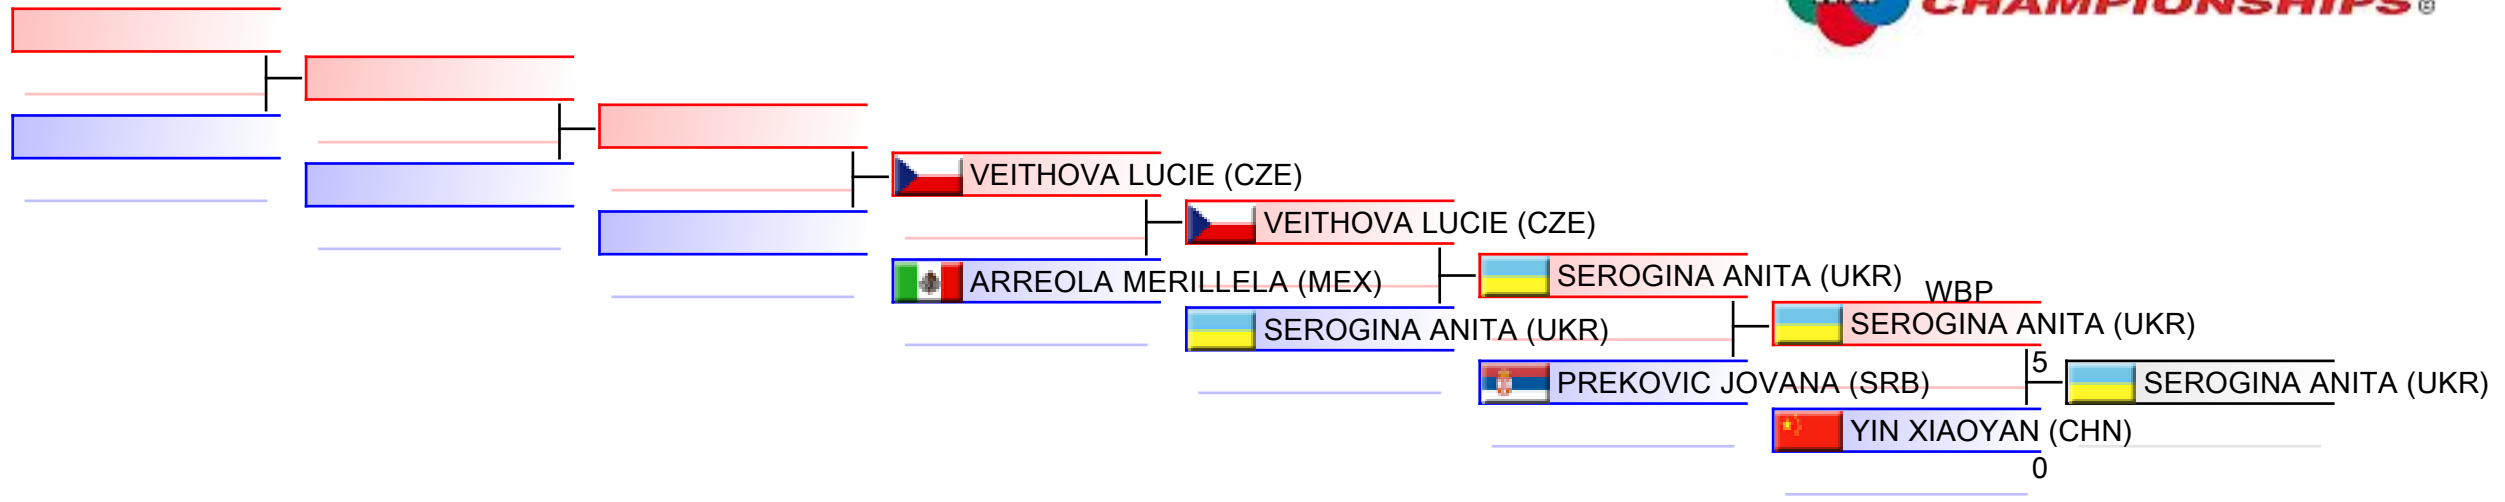 CHAMPIONSHIPS®
VEITHOVA LUCIE (CZE)
VEITHOVA LUCIE (CZE)
ARREOLA MERILLELA (MEX)
SEROGINA ANITA (UKR)
WBP
SEROGINA ANITA (UKR)
SEROGINA ANITA (UKR)
5
PREKOVIC JOVANA (SRB)
SEROGINA ANITA (UKR)
YIN XIAOYAN (CHN)
0